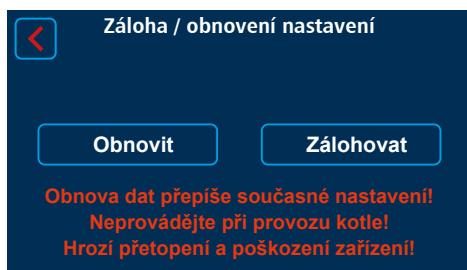 Záloha / obnovení nastavení
Obnovit
Zálohovat
Obnova dat přepíše současné nastavení!
Neprovádějte při provozu kotle!
Hrozí přetopení a poškození zařízení!